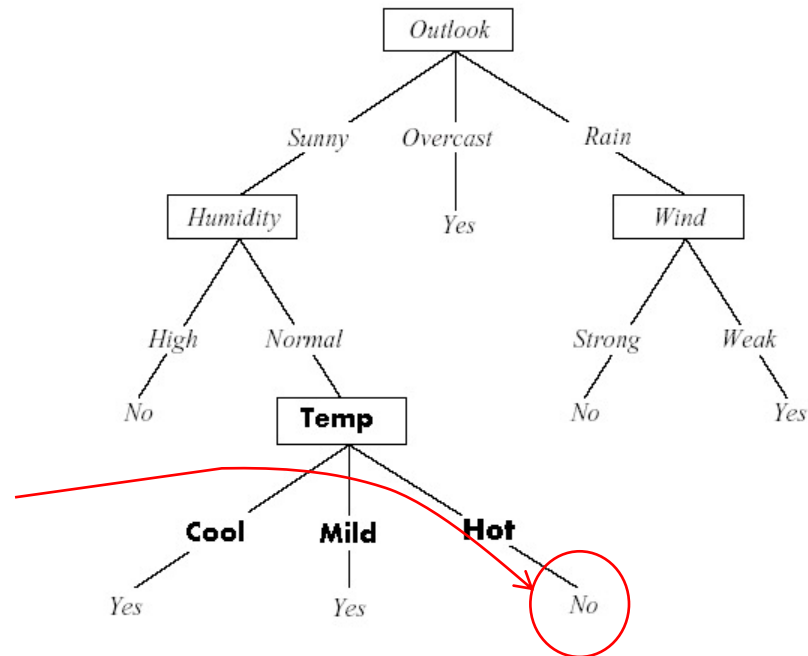 Outlook
Sunny Overcast Rain
Humidity Yes Wind
High Normal Strong Weak
No Temp No Yes
Cool Mild Hot
Yes Yes No